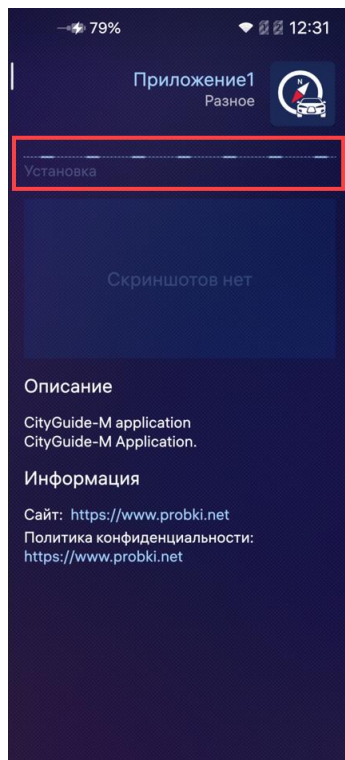 79%
12:31
Приложение1
Разное
N
Установка
Скриншотов нет
Описание
CityGuide-M application
CityGuide-M Application.
Информация
Сайт: https://www.probki.net
Политика конфиденциальности:
https://www.probki.net